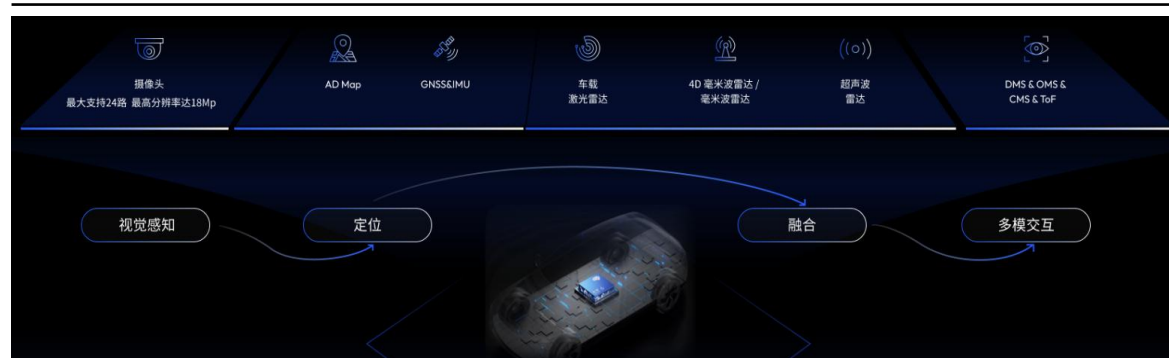 摄像头
最大支持24路 最高分辨率达18Mp
AD Map
GNSS&IMU
车载
激光雷达
4D 毫米波雷达 /
毫米波雷达
超声波
雷达
DMS & OMS &
CMS & ToF
视觉感知
定位
融合
多模交互